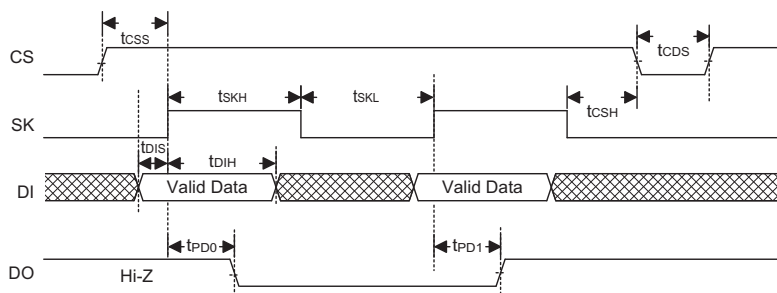 tCSS
tCDS
CS
tSKH
tSKL
tCSH
SK
tDIS
tDIH
DI
Valid Data
Valid Data
tPD0
tPD1
DO
Hi-Z